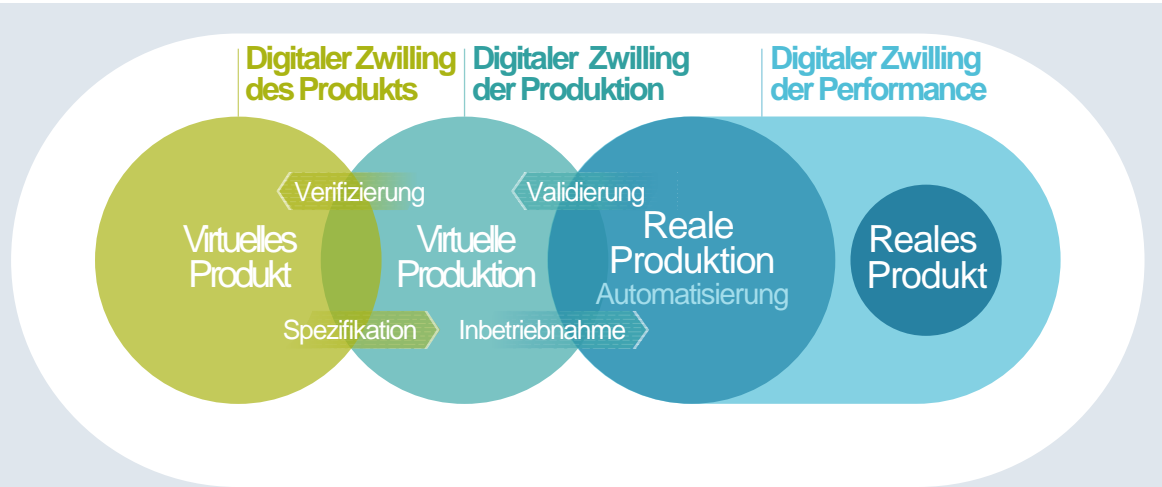 Digitaler Zwilling
des Produkts
Digitaler Zwilling
der Produktion
Digitaler Zwilling
der Performance
Verifizierung
Validierung
Virtuelles
Produkt
Virtuelle
Produktion
Reale
Produktion
Automatisierung
Reales
Produkt
Spezifikation
Inbetriebnahme